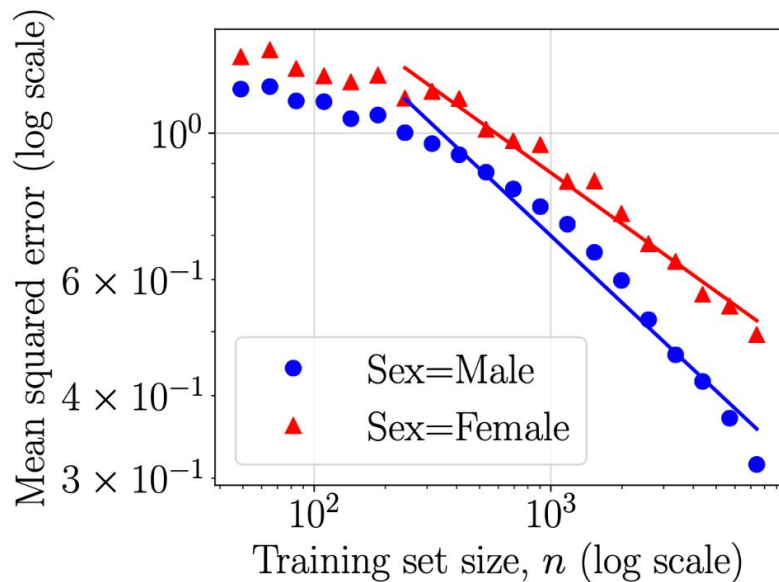 Mean squared error (log scale)
10⁰
6 × 10⁻¹
4 × 10⁻¹
3 × 10⁻¹
Sex=Male
Sex=Female
10²
10³
Training set size, n (log scale)